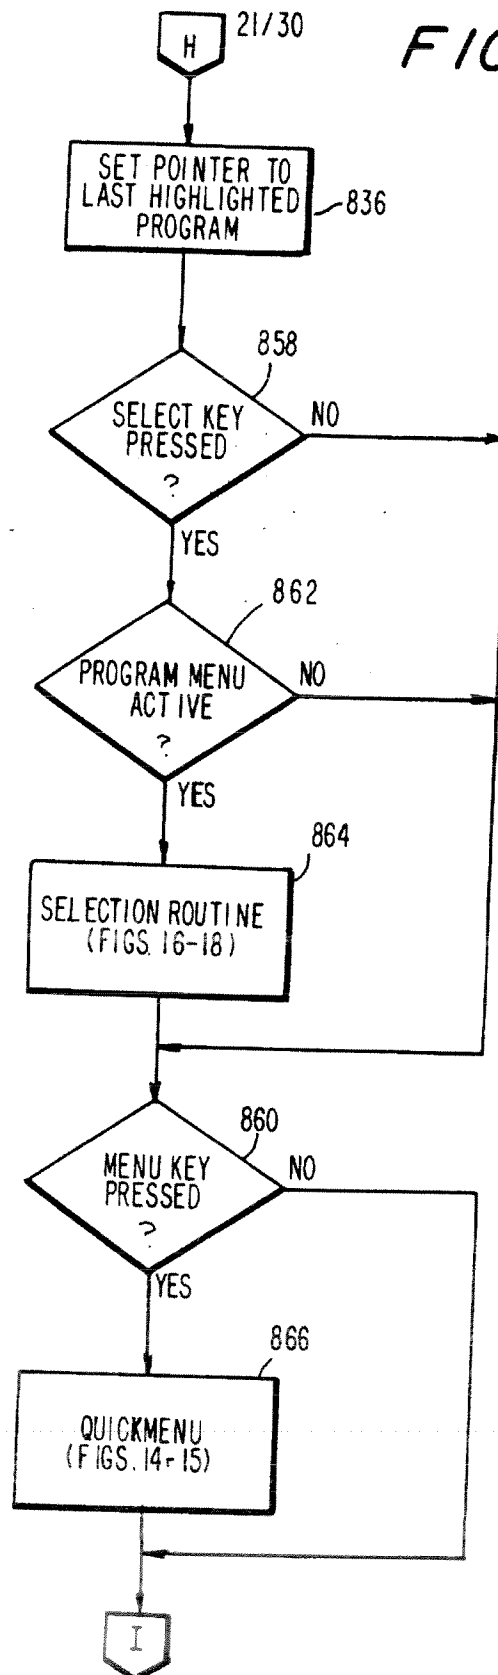 H 21/30
FIG
SET POINTER TO
LAST HIGHLIGHTED
PROGRAM
836
858
SELECT KEY
PRESSED
?
NO
YES
862
PROGRAM MENU
ACTIVE
?
NO
YES
864
SELECTION ROUTINE
(FIGS. 16-18)
860
MENU KEY
PRESSED
?
NO
YES
866
QUICKMENU
(FIGS. 14-15)
I